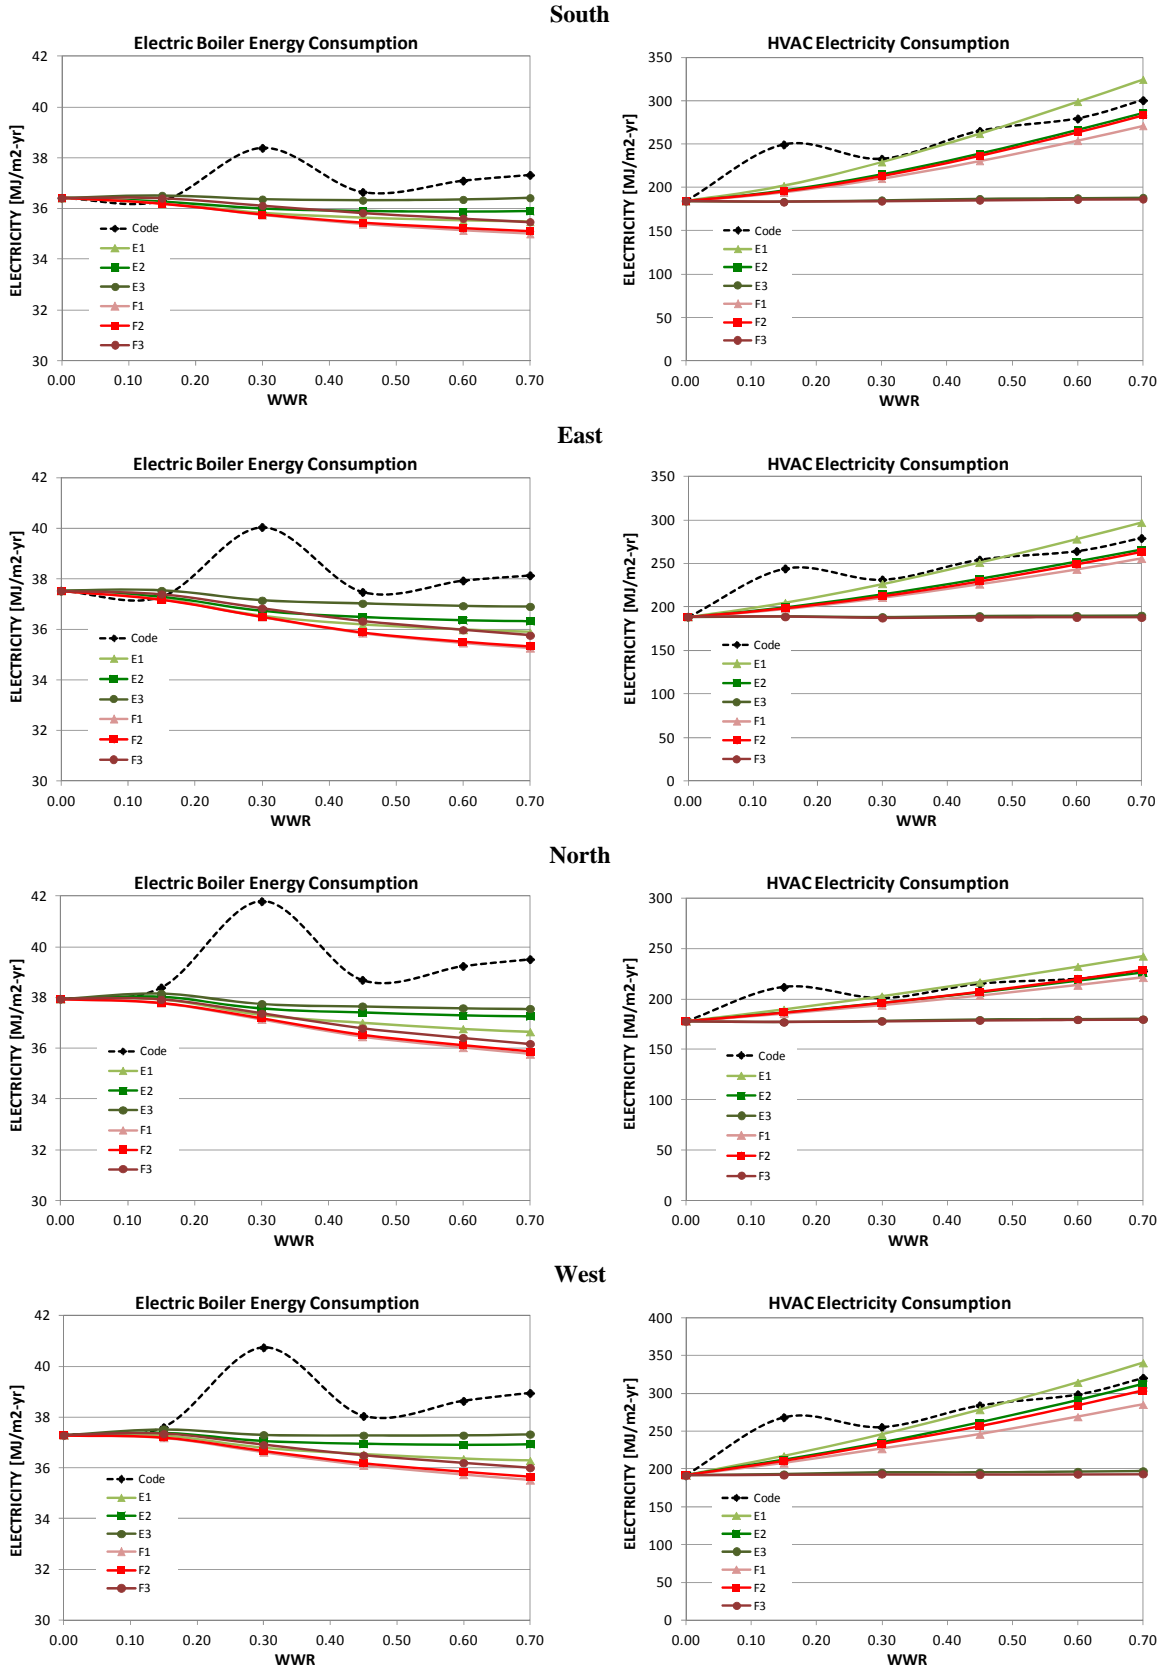 South
Electric Boiler Energy Consumption
ELECTRICITY [MJ/m2-yr]
42
40
38
36
34
32
30
Code
E1
E2
E3
F1
F2
F3
0.00 0.10 0.20 0.30 0.40 0.50 0.60 0.70
WWR
HVAC Electricity Consumption
ELECTRICITY [MJ/m2-yr]
350
300
250
200
150
100
50
0
Code
E1
E2
E3
F1
F2
F3
0.00 0.10 0.20 0.30 0.40 0.50 0.60 0.70
WWR
East
Electric Boiler Energy Consumption
ELECTRICITY [MJ/m2-yr]
42
40
38
36
34
32
30
Code
E1
E2
E3
F1
F2
F3
0.00 0.10 0.20 0.30 0.40 0.50 0.60 0.70
WWR
HVAC Electricity Consumption
ELECTRICITY [MJ/m2-yr]
350
300
250
200
150
100
50
0
Code
E1
E2
E3
F1
F2
F3
0.00 0.10 0.20 0.30 0.40 0.50 0.60 0.70
WWR
North
Electric Boiler Energy Consumption
ELECTRICITY [MJ/m2-yr]
42
40
38
36
34
32
30
Code
E1
E2
E3
F1
F2
F3
0.00 0.10 0.20 0.30 0.40 0.50 0.60 0.70
WWR
HVAC Electricity Consumption
ELECTRICITY [MJ/m2-yr]
300
250
200
150
100
50
0
Code
E1
E2
E3
F1
F2
F3
0.00 0.10 0.20 0.30 0.40 0.50 0.60 0.70
WWR
West
Electric Boiler Energy Consumption
ELECTRICITY [MJ/m2-yr]
42
40
38
36
34
32
30
Code
E1
E2
E3
F1
F2
F3
0.00 0.10 0.20 0.30 0.40 0.50 0.60 0.70
WWR
HVAC Electricity Consumption
ELECTRICITY [MJ/m2-yr]
400
350
300
250
200
150
100
50
0
Code
E1
E2
E3
F1
F2
F3
0.00 0.10 0.20 0.30 0.40 0.50 0.60 0.70
WWR